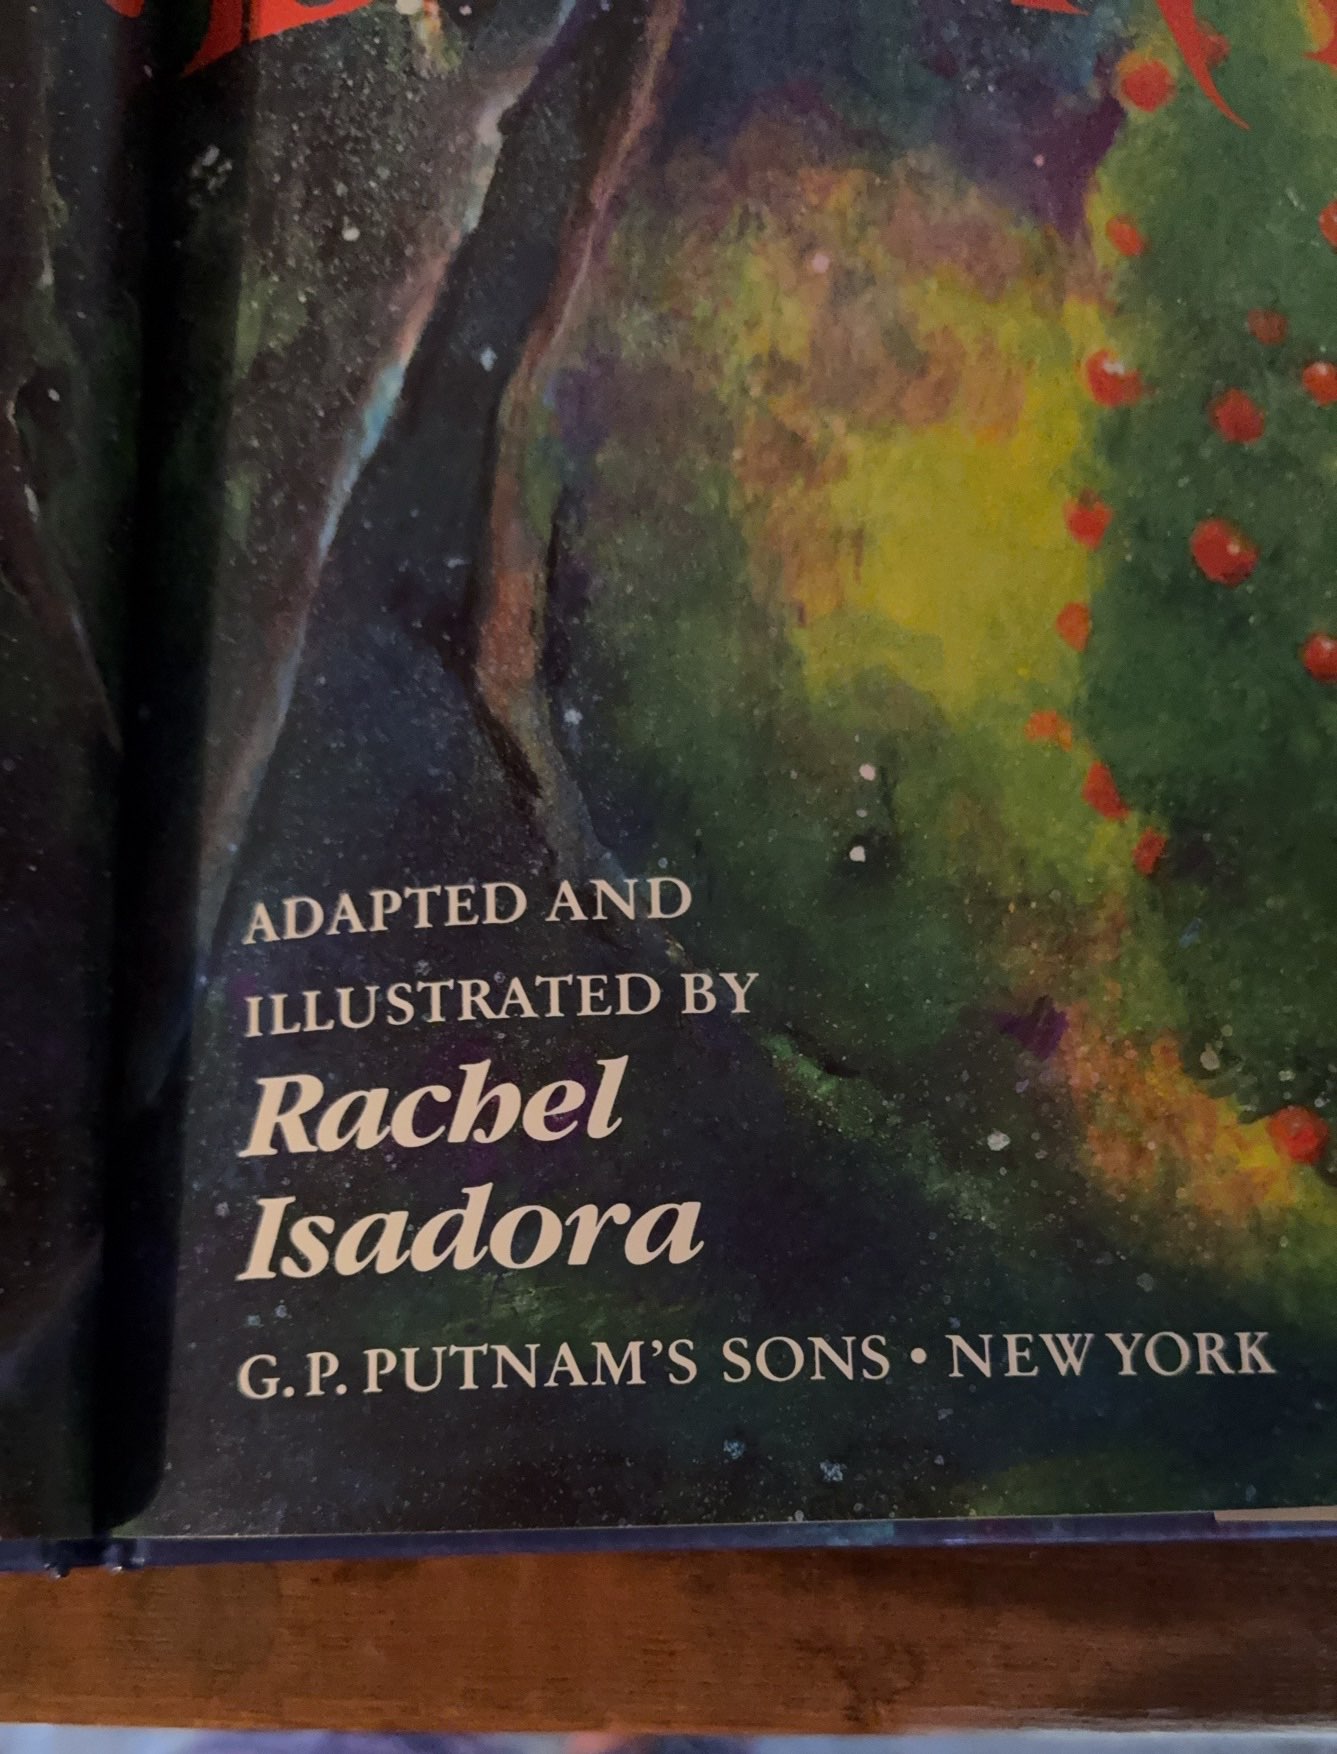 ADAPTED AND
ILLUSTRATED BY
Rachel
Isadora
G. P. PUTNAM'S SONS • NEW YORK